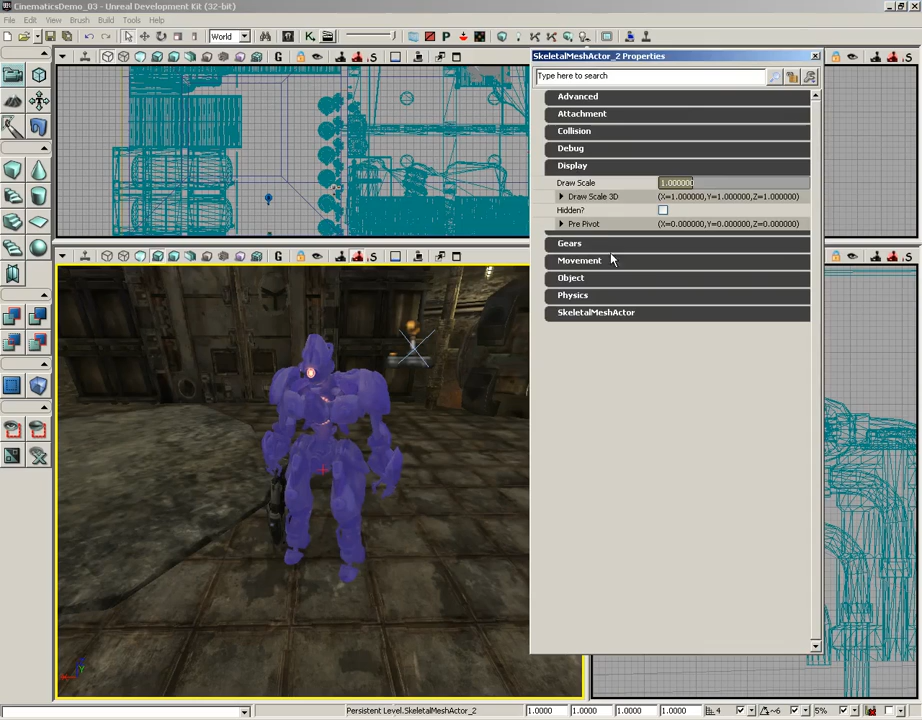 CinematicsDemo_03 - Unreal Development Kit (32-bit)
File Edit View Brush Build Tools Help
World
G
G
SkeletalMeshActor_2 Properties
Type here to search
Advanced
Attachment
Collision
Debug
Display
Draw Scale 1.000000
Draw Scale 3D (X=1.000000,Y=1.000000,Z=1.000000)
Hidden?
Pre Pivot (X=0.000000,Y=0.000000,Z=0.000000)
Gears
Movement
Object
Physics
SkeletalMeshActor
Persistent Level.SkeletalMeshActor_2 1.0000 1.0000 1.0000 1.0000 4 ~6 5%